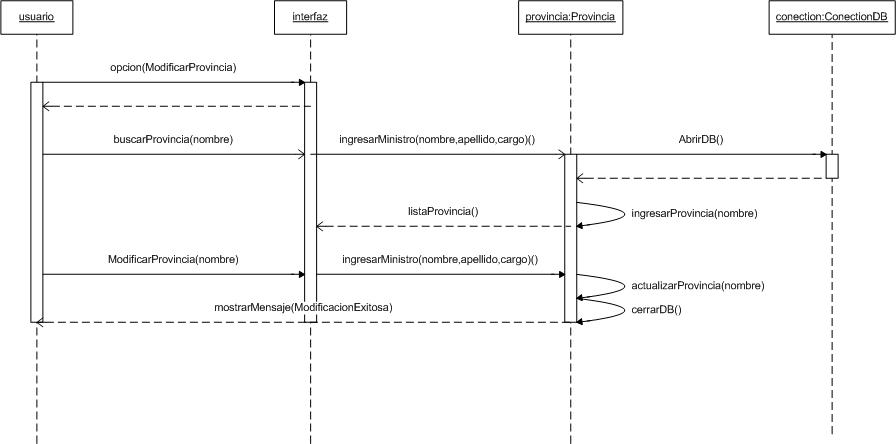 usuario
interfaz
provincia:Provincia
conection:ConectionDB
opcion(ModificarProvincia)
buscarProvincia(nombre)
ingresarMinistro(nombre,apellido,cargo)()
AbrirDB()
listaProvincia()
ingresarProvincia(nombre)
ModificarProvincia(nombre)
ingresarMinistro(nombre,apellido,cargo)()
actualizarProvincia(nombre)
mostrarMensaje(ModificacionExitosa)
cerrarDB()